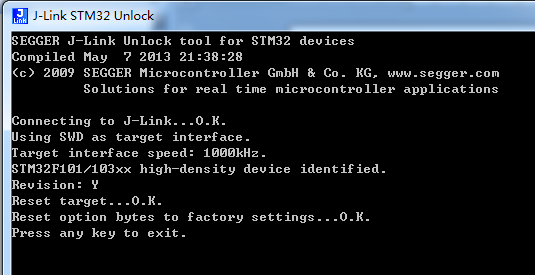 J-Link STM32 Unlock
SEGGER J-Link Unlock tool for STM32 devices
Compiled May  7 2013 21:38:28
(c) 2009 SEGGER Microcontroller GmbH & Co. KG, www.segger.com
         Solutions for real time microcontroller applications
Connecting to J-Link...O.K.
Using SWD as target interface.
Target interface speed: 1000kHz.
STM32F101/103xx high-density device identified.
Revision: Y
Reset target...O.K.
Reset option bytes to factory settings...O.K.
Press any key to exit.